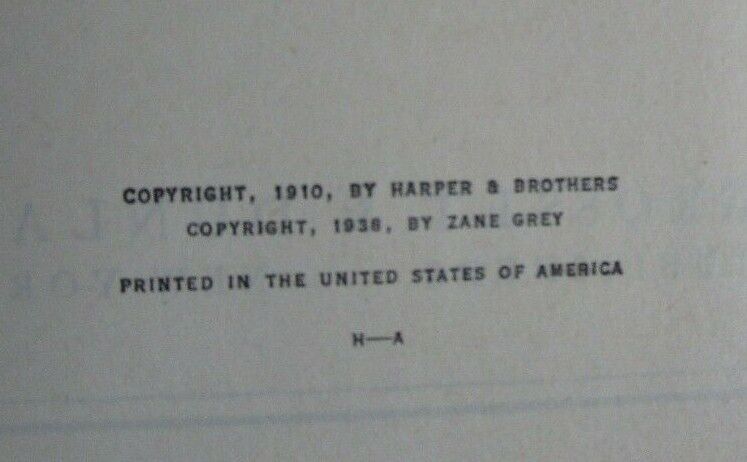 COPYRIGHT, 1910, BY HARPER & BROTHERS
COPYRIGHT, 1938, BY ZANE GREY
PRINTED IN THE UNITED STATES OF AMERICA
H—A